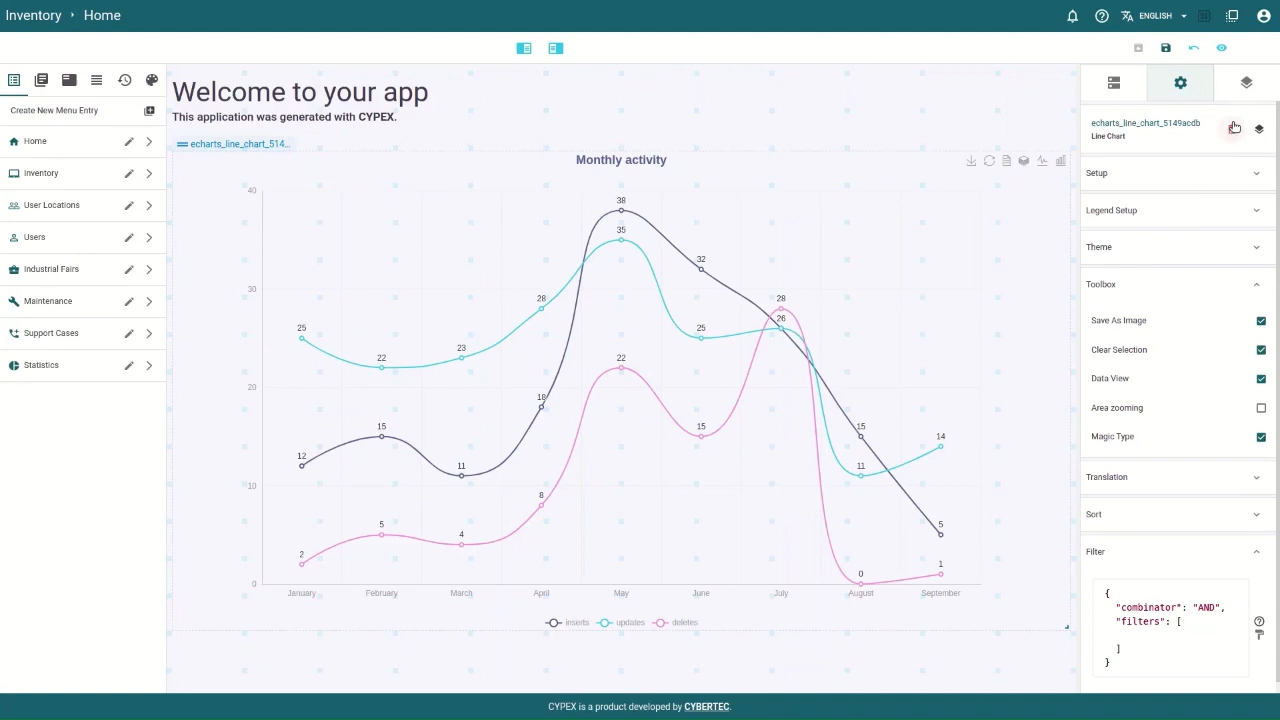 Inventory › Home
ENGLISH
Create New Menu Entry
Home
Inventory
User Locations
Users
Industrial Fairs
Maintenance
Support Cases
Statistics
Welcome to your app
This application was generated with CYPEX.
echarts_line_chart_514...
Monthly activity
40
30
20
10
0
25
22
23
28
35
25
26
11
14
12
15
11
18
38
32
15
5
2
5
4
8
22
15
28
0
1
January
February
March
April
May
June
July
August
September
inserts
updates
deletes
echarts_line_chart_5149acdb
Line Chart
Setup
Legend Setup
Theme
Toolbox
Save As Image
Clear Selection
Data View
Area zooming
Magic Type
Translation
Sort
Filter
{
"combinator": "AND",
"filters": [
]
}
CYPEX is a product developed by CYBERTEC.